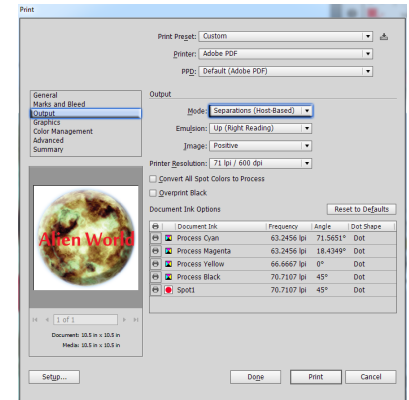 Print
Print Preset: Custom
Printer: Adobe PDF
PPD: Default (Adobe PDF)
General
Marks and Bleed
Output
Graphics
Color Management
Advanced
Summary
Output
Mode: Separations (Host-Based)
Emulsion: Up (Right Reading)
Image: Positive
Printer Resolution: 71 lpi / 600 dpi
Convert All Spot Colors to Process
Overprint Black
Document Ink Options
Reset to Defaults
Document Ink Frequency Angle Dot Shape
Process Cyan 63.2456 lpi 71.5651° Dot
Process Magenta 63.2456 lpi 18.4349° Dot
Process Yellow 66.6667 lpi 0° Dot
Process Black 70.7107 lpi 45° Dot
Spot1 70.7107 lpi 45° Dot
Alien World
1 of 1
Document: 10.5 in x 10.5 in
Media: 10.5 in x 10.5 in
Setup...
Done
Print
Cancel